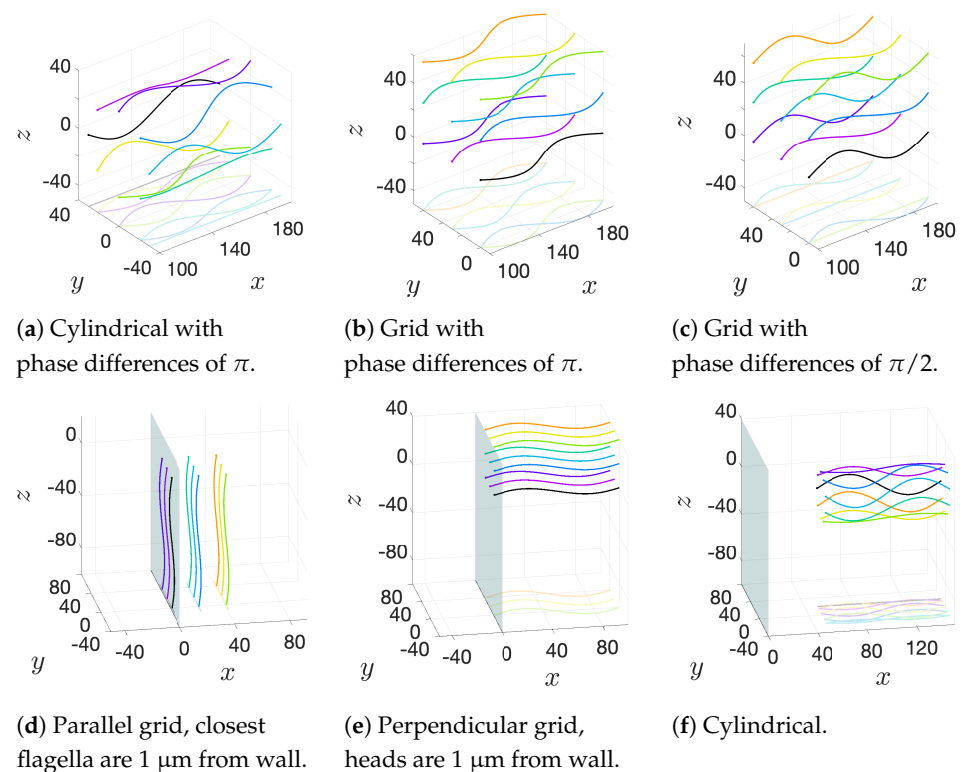 z
40
0
-40
40
0
-40
y
100
140
180
x
z
40
0
-40
40
0
y
100
140
180
x
z
40
0
-40
40
0
y
100
140
180
x
(a) Cylindrical with
phase differences of π.
(b) Grid with
phase differences of π.
(c) Grid with
phase differences of π/2.
z
0
-40
-80
80
40
0
-40
y
-40
0
40
80
x
z
40
0
-40
-80
80
40
0
-40
y
-40
0
40
80
x
z
40
0
-40
-80
80
40
0
-40
y
0
40
80
120
x
(d) Parallel grid, closest
flagella are 1 µm from wall.
(e) Perpendicular grid,
heads are 1 µm from wall.
(f) Cylindrical.